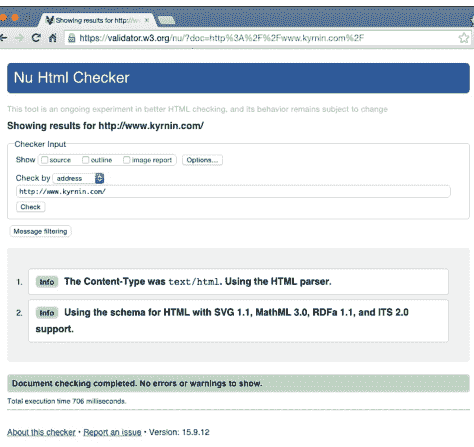 Showing results for http://ww
https://validator.w3.org/nu/?doc=http%3A%2F%2Fwww.kyrnin.com%2F
Nu Html Checker
This tool is an ongoing experiment in better HTML checking, and its behavior remains subject to change
Showing results for http://www.kyrnin.com/
Checker Input
Show source outline image report Options...
Check by address
http://www.kyrnin.com/
Check
Message filtering
1. Info The Content-Type was text/html. Using the HTML parser.
2. Info Using the schema for HTML with SVG 1.1, MathML 3.0, RDFa 1.1, and ITS 2.0
support.
Document checking completed. No errors or warnings to show.
Total execution time 706 milliseconds.
About this checker • Report an issue • Version: 15.9.12